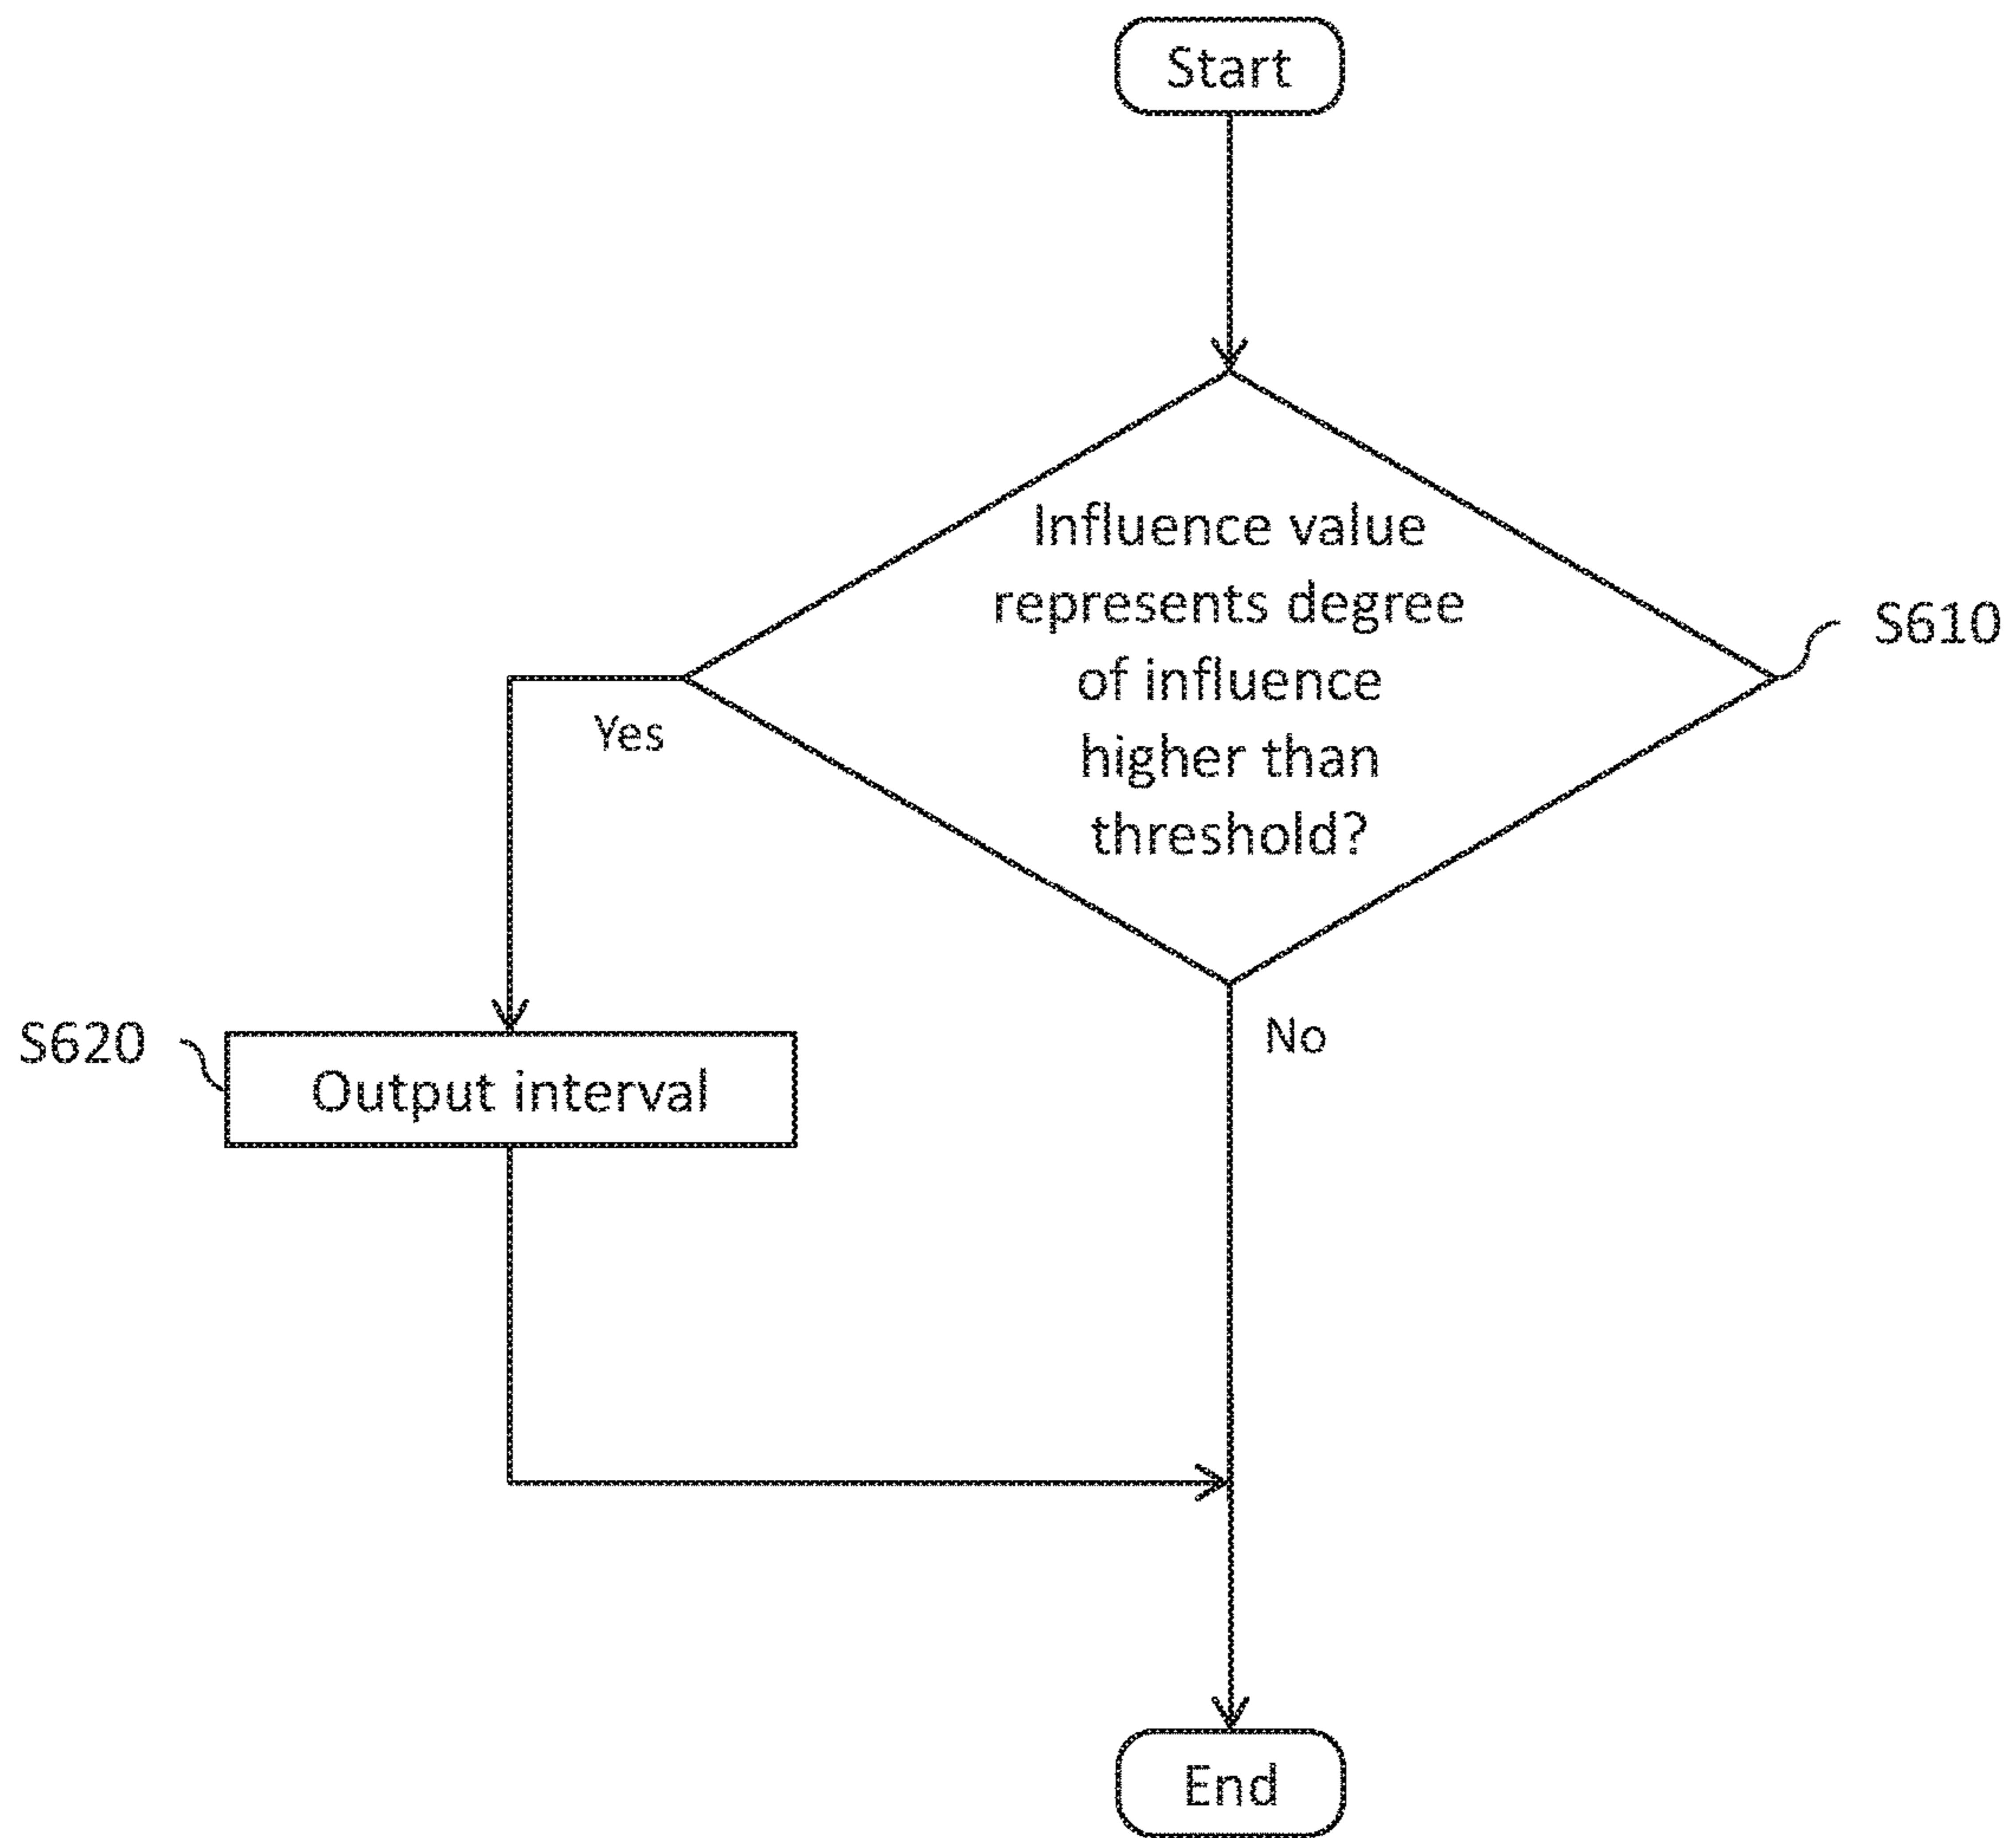 Start
Influence value
represents degree
of influence
higher than
threshold?
S610
Yes
No
S620
Output interval
End